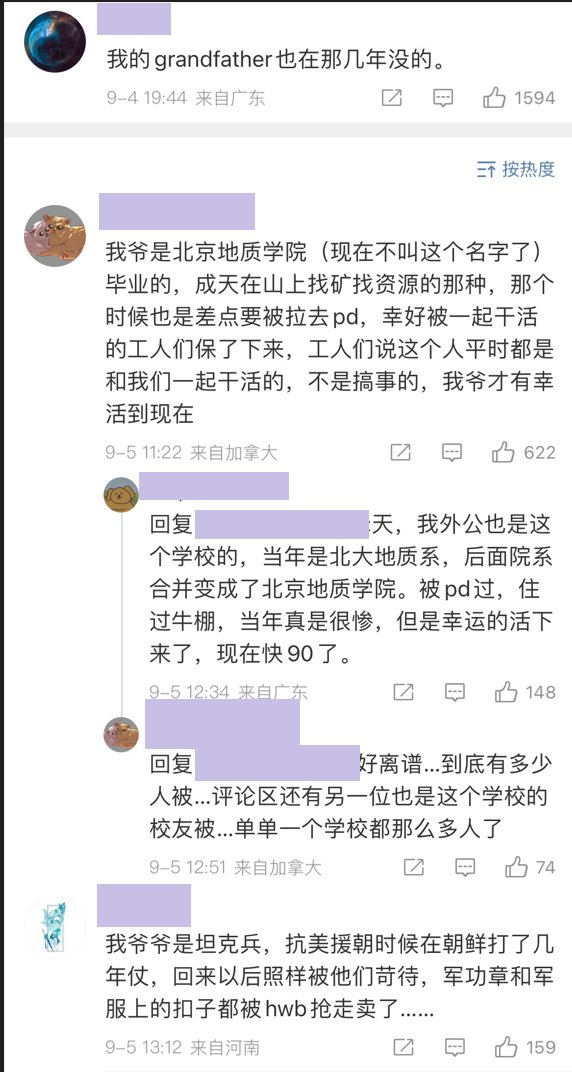 我的grandfather也在那几年没的。
9-4 19:44 来自广东
1594
按热度
我爷是北京地质学院（现在不叫这个名字了）
毕业的，成天在山上找矿找资源的那种，那个
时候也是差点要被拉去pd，幸好被一起干活
的工人们保了下来，工人们说这个人平时都是
和我们一起干活的，不是搞事的，我爷才有幸
活到现在
9-5 11:22 来自加拿大
622
回复
天，我外公也是这
个学校的，当年是北大地质系，后面院系
合并变成了北京地质学院。被pd过，住
过牛棚，当年真是很惨，但是幸运的活下
来了，现在快90了。
9-5 12:34 来自广东
148
回复
好离谱...到底有多少
人被...评论区还有另一位也是这个学校的
校友被...单单一个学校都那么多人了
9-5 12:51 来自加拿大
74
我爷爷是坦克兵，抗美援朝时候在朝鲜打了几
年仗，回来以后照样被他们苛待，军功章和军
服上的扣子都被hwb抢走卖了……
9-5 13:12 来自河南
159